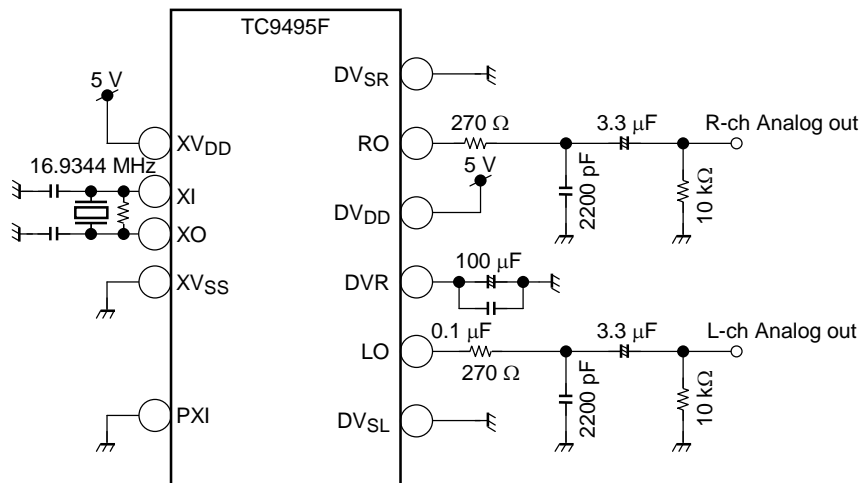 TC9495F
5 V
XVDD
16.9344 MHz
XI
XO
XVSS
PXI
DVSR
RO
270 Ω
3.3 μF
R-ch Analog out
2200 pF
10 kΩ
5 V
DVDD
DVR
100 μF
0.1 μF
LO
270 Ω
3.3 μF
L-ch Analog out
2200 pF
10 kΩ
DVSL